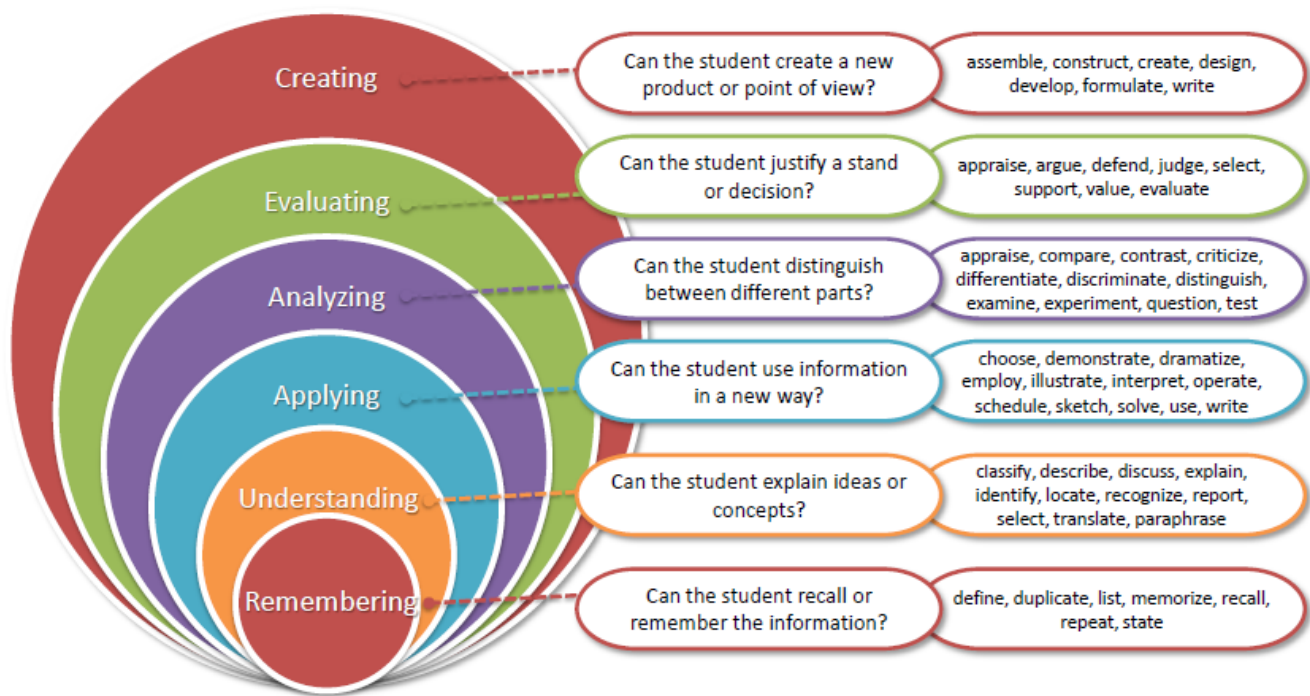 Creating
Can the student create a new
product or point of view?
assemble, construct, create, design,
develop, formulate, write
Evaluating
Can the student justify a stand
or decision?
appraise, argue, defend, judge, select,
support, value, evaluate
Analyzing
Can the student distinguish
between different parts?
appraise, compare, contrast, criticize,
differentiate, discriminate, distinguish,
examine, experiment, question, test
Applying
Can the student use information
in a new way?
choose, demonstrate, dramatize,
employ, illustrate, interpret, operate,
schedule, sketch, solve, use, write
Understanding
Can the student explain ideas or
concepts?
classify, describe, discuss, explain,
identify, locate, recognize, report,
select, translate, paraphrase
Remembering
Can the student recall or
remember the information?
define, duplicate, list, memorize, recall,
repeat, state